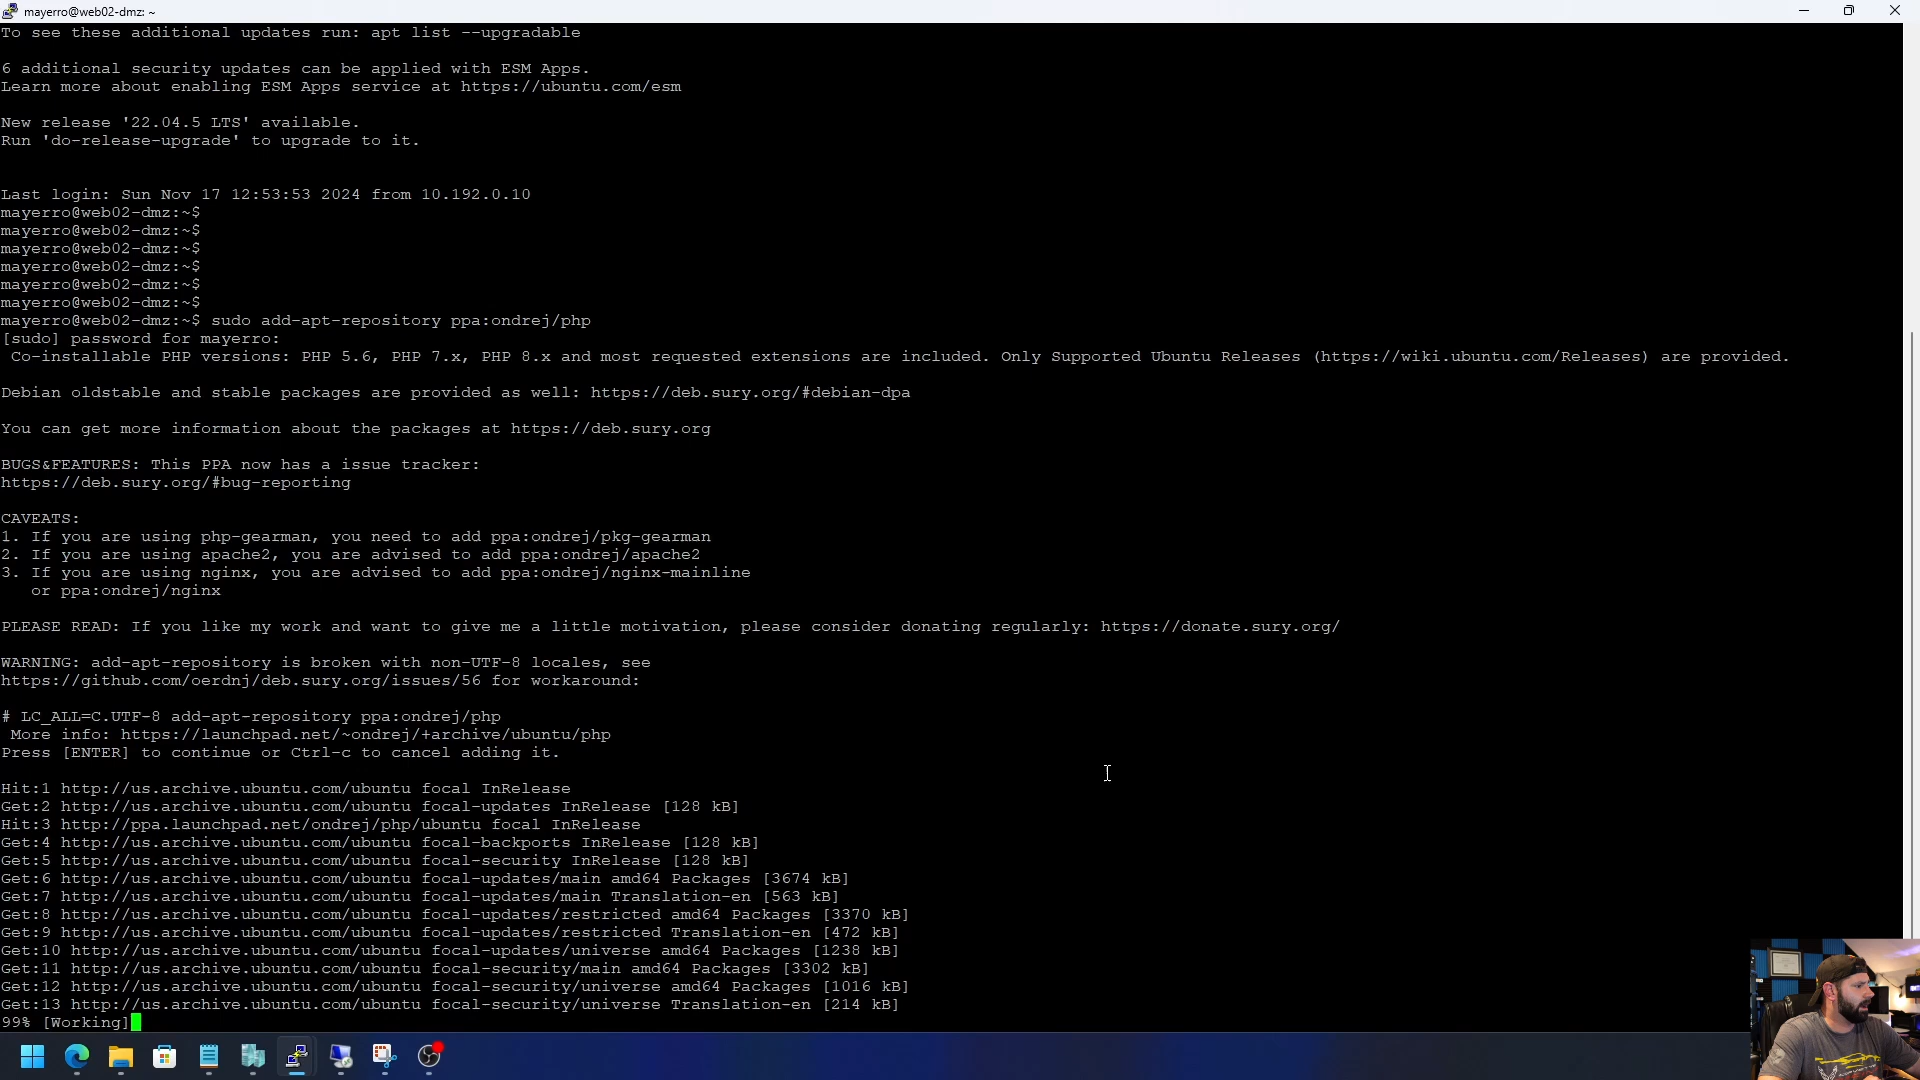 mayerro@web02-dmz: ~
To see these additional updates run: apt list --upgradable
6 additional security updates can be applied with ESM Apps.
Learn more about enabling ESM Apps service at https://ubuntu.com/esm
New release '22.04.5 LTS' available.
Run 'do-release-upgrade' to upgrade to it.
Last login: Sun Nov 17 12:53:53 2024 from 10.192.0.10
mayerro@web02-dmz:~$
mayerro@web02-dmz:~$
mayerro@web02-dmz:~$
mayerro@web02-dmz:~$
mayerro@web02-dmz:~$
mayerro@web02-dmz:~$
mayerro@web02-dmz:~$ sudo add-apt-repository ppa:ondrej/php
[sudo] password for mayerro:
Co-installable PHP versions: PHP 5.6, PHP 7.x, PHP 8.x and most requested extensions are included. Only Supported Ubuntu Releases (https://wiki.ubuntu.com/Releases) are provided.
Debian oldstable and stable packages are provided as well: https://deb.sury.org/#debian-dpa
You can get more information about the packages at https://deb.sury.org
BUGS&FEATURES: This PPA now has a issue tracker:
https://deb.sury.org/#bug-reporting
CAVEATS:
1. If you are using php-gearman, you need to add ppa:ondrej/pkg-gearman
2. If you are using apache2, you are advised to add ppa:ondrej/apache2
3. If you are using nginx, you are advised to add ppa:ondrej/nginx-mainline
or ppa:ondrej/nginx
PLEASE READ: If you like my work and want to give me a little motivation, please consider donating regularly: https://donate.sury.org/
WARNING: add-apt-repository is broken with non-UTF-8 locales, see
https://github.com/oerdnj/deb.sury.org/issues/56 for workaround:
# LC_ALL=C.UTF-8 add-apt-repository ppa:ondrej/php
More info: https://launchpad.net/~ondrej/+archive/ubuntu/php
Press [ENTER] to continue or Ctrl-c to cancel adding it.
Hit:1 http://us.archive.ubuntu.com/ubuntu focal InRelease
Get:2 http://us.archive.ubuntu.com/ubuntu focal-updates InRelease [128 kB]
Hit:3 http://ppa.launchpad.net/ondrej/php/ubuntu focal InRelease
Get:4 http://us.archive.ubuntu.com/ubuntu focal-backports InRelease [128 kB]
Get:5 http://us.archive.ubuntu.com/ubuntu focal-security InRelease [128 kB]
Get:6 http://us.archive.ubuntu.com/ubuntu focal-updates/main amd64 Packages [3674 kB]
Get:7 http://us.archive.ubuntu.com/ubuntu focal-updates/main Translation-en [563 kB]
Get:8 http://us.archive.ubuntu.com/ubuntu focal-updates/restricted amd64 Packages [3370 kB]
Get:9 http://us.archive.ubuntu.com/ubuntu focal-updates/restricted Translation-en [472 kB]
Get:10 http://us.archive.ubuntu.com/ubuntu focal-updates/universe amd64 Packages [1238 kB]
Get:11 http://us.archive.ubuntu.com/ubuntu focal-security/main amd64 Packages [3302 kB]
Get:12 http://us.archive.ubuntu.com/ubuntu focal-security/universe amd64 Packages [1016 kB]
Get:13 http://us.archive.ubuntu.com/ubuntu focal-security/universe Translation-en [214 kB]
99% [Working]